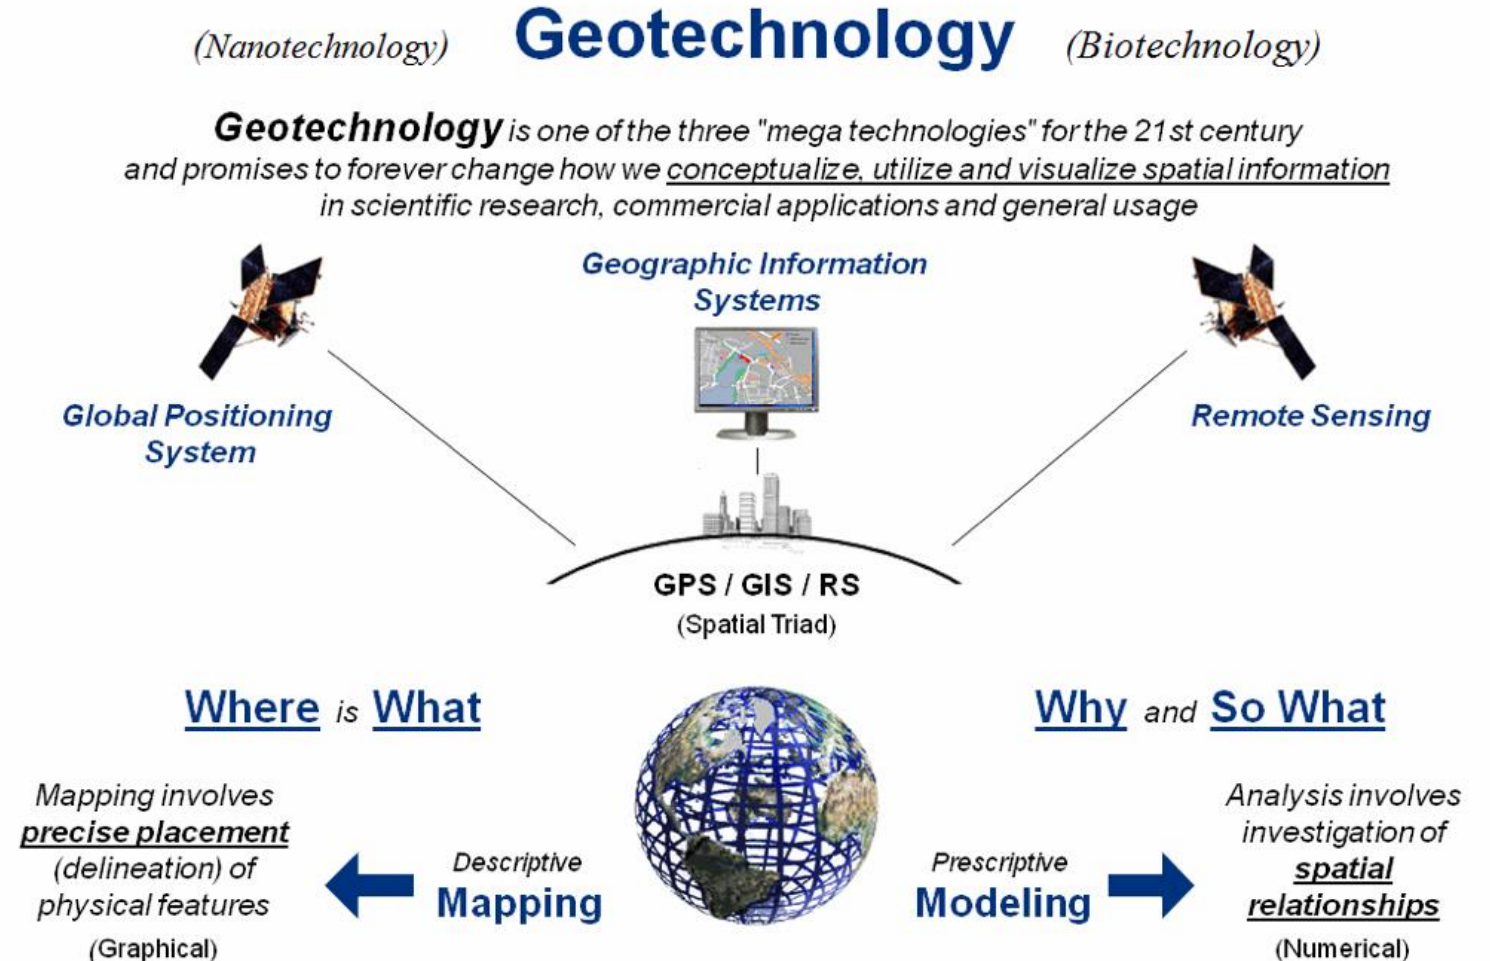 (Nanotechnology) Geotechnology (Biotechnology)
Geotechnology is one of the three "mega technologies" for the 21st century
and promises to forever change how we conceptualize, utilize and visualize spatial information
in scientific research, commercial applications and general usage
Geographic Information
Systems
Global Positioning
System
Remote Sensing
GPS / GIS / RS
(Spatial Triad)
Where is What
Why and So What
Mapping involves
precise placement
(delineation) of
physical features
(Graphical)
Descriptive
Mapping
Prescriptive
Modeling
Analysis involves
investigation of
spatial
relationships
(Numerical)